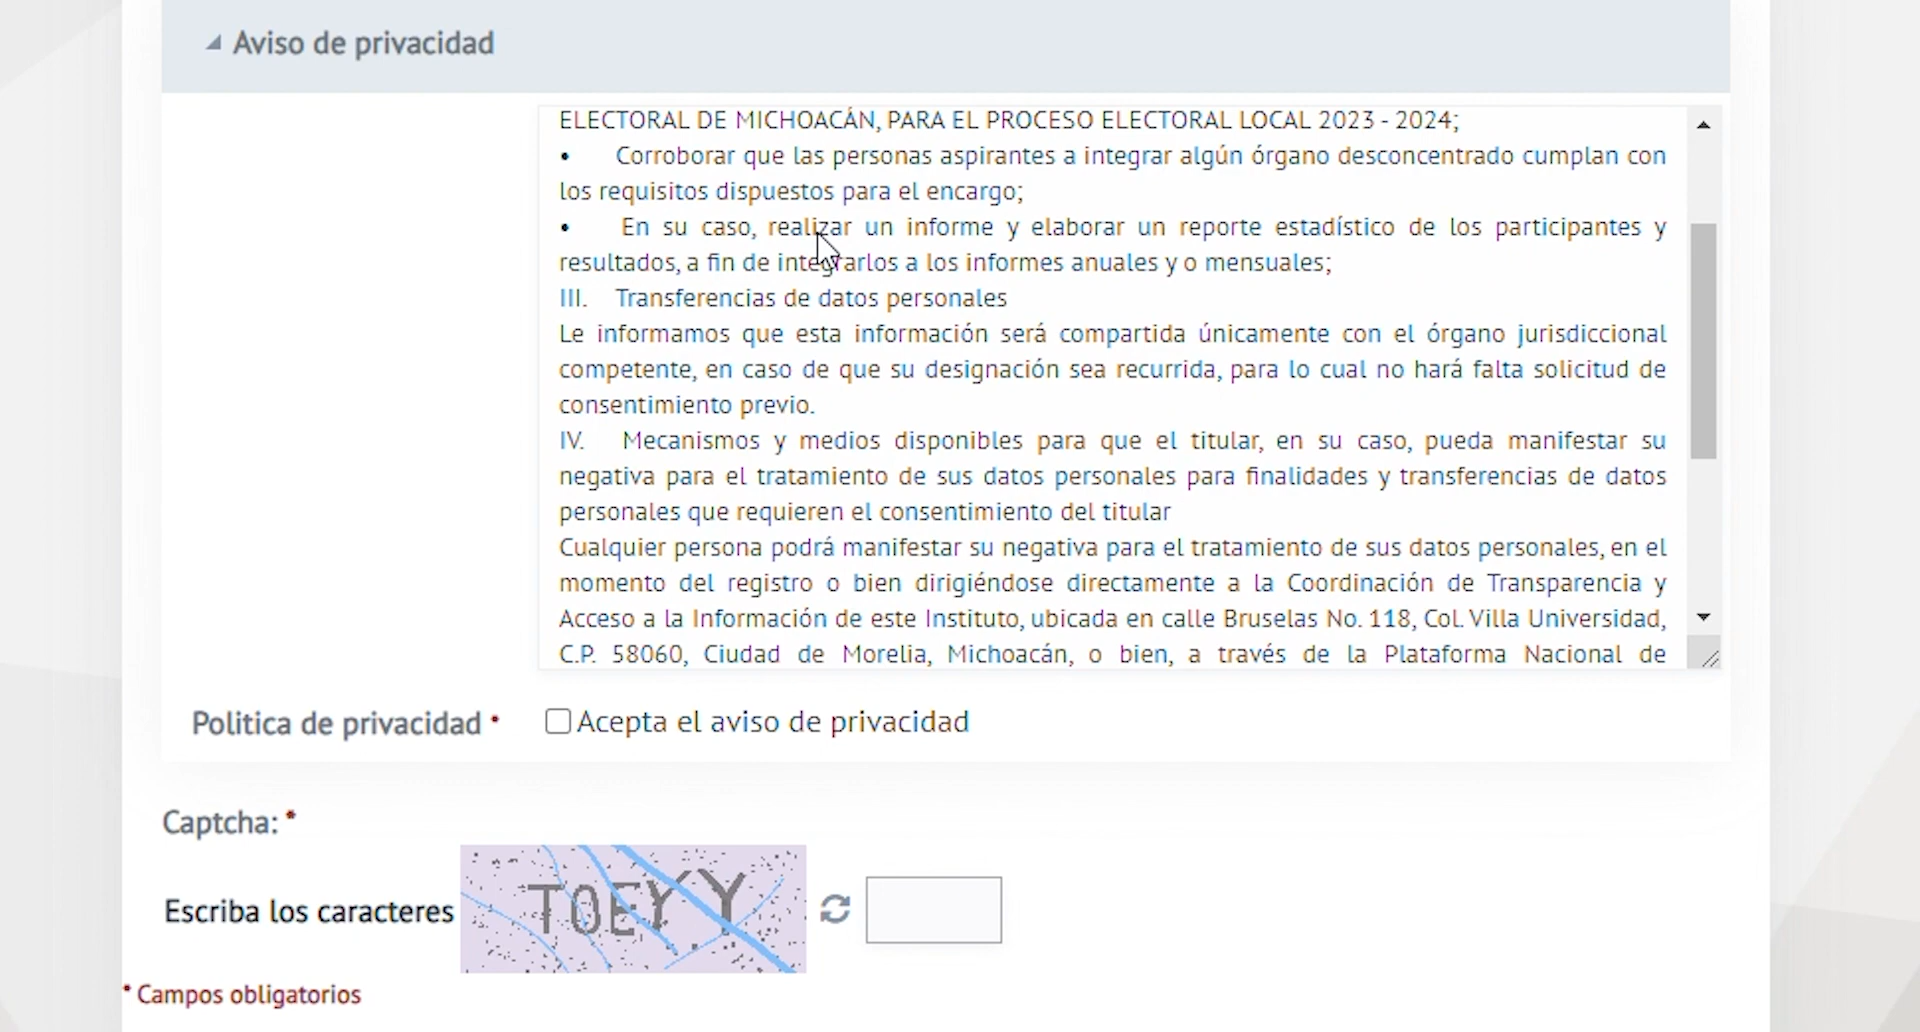 Aviso de privacidad
ELECTORAL DE MICHOACÁN, PARA EL PROCESO ELECTORAL LOCAL 2023 - 2024;
• Corroborar que las personas aspirantes a integrar algún órgano desconcentrado cumplan con
los requisitos dispuestos para el encargo;
• En su caso, realizar un informe y elaborar un reporte estadístico de los participantes y
resultados, a fin de integrarlos a los informes anuales y o mensuales;
III. Transferencias de datos personales
Le informamos que esta información será compartida únicamente con el órgano jurisdiccional
competente, en caso de que su designación sea recurrida, para lo cual no hará falta solicitud de
consentimiento previo.
IV. Mecanismos y medios disponibles para que el titular, en su caso, pueda manifestar su
negativa para el tratamiento de sus datos personales para finalidades y transferencias de datos
personales que requieren el consentimiento del titular
Cualquier persona podrá manifestar su negativa para el tratamiento de sus datos personales, en el
momento del registro o bien dirigiéndose directamente a la Coordinación de Transparencia y
Acceso a la Información de este Instituto, ubicada en calle Bruselas No. 118, Col. Villa Universidad,
C.P. 58060, Ciudad de Morelia, Michoacán, o bien, a través de la Plataforma Nacional de
Politica de privacidad * Acepta el aviso de privacidad
Captcha: *
Escriba los caracteres
* Campos obligatorios